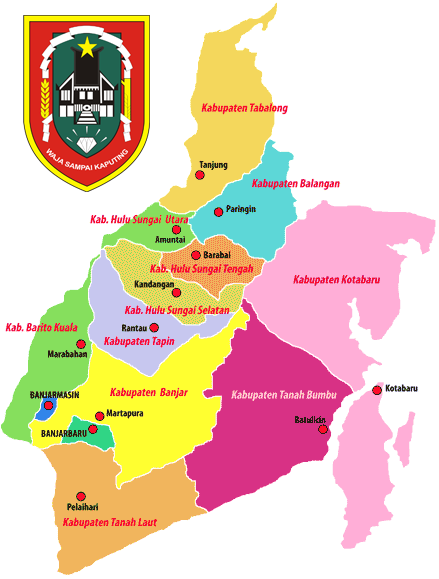 WAJA SAMPAI KAPUTING
Kabupaten Tabalong
Tanjung
Kabupaten Balangan
Paringin
Kab. Hulu Sungai Utara
Amuntai
Barabai
Kab. Hulu Sungai Tengah
Kabupaten Kotabaru
Kandangan
Kab. Hulu Sungai Selatan
Kab. Barito Kuala
Rantau
Kabupaten Tapin
Marabahan
Kabupaten Banjar
Kabupaten Tanah Bumbu
Kotabaru
BANJARMASIN
Martapura
BANJARBARU
Batulicin
Pelaihari
Kabupaten Tanah Laut